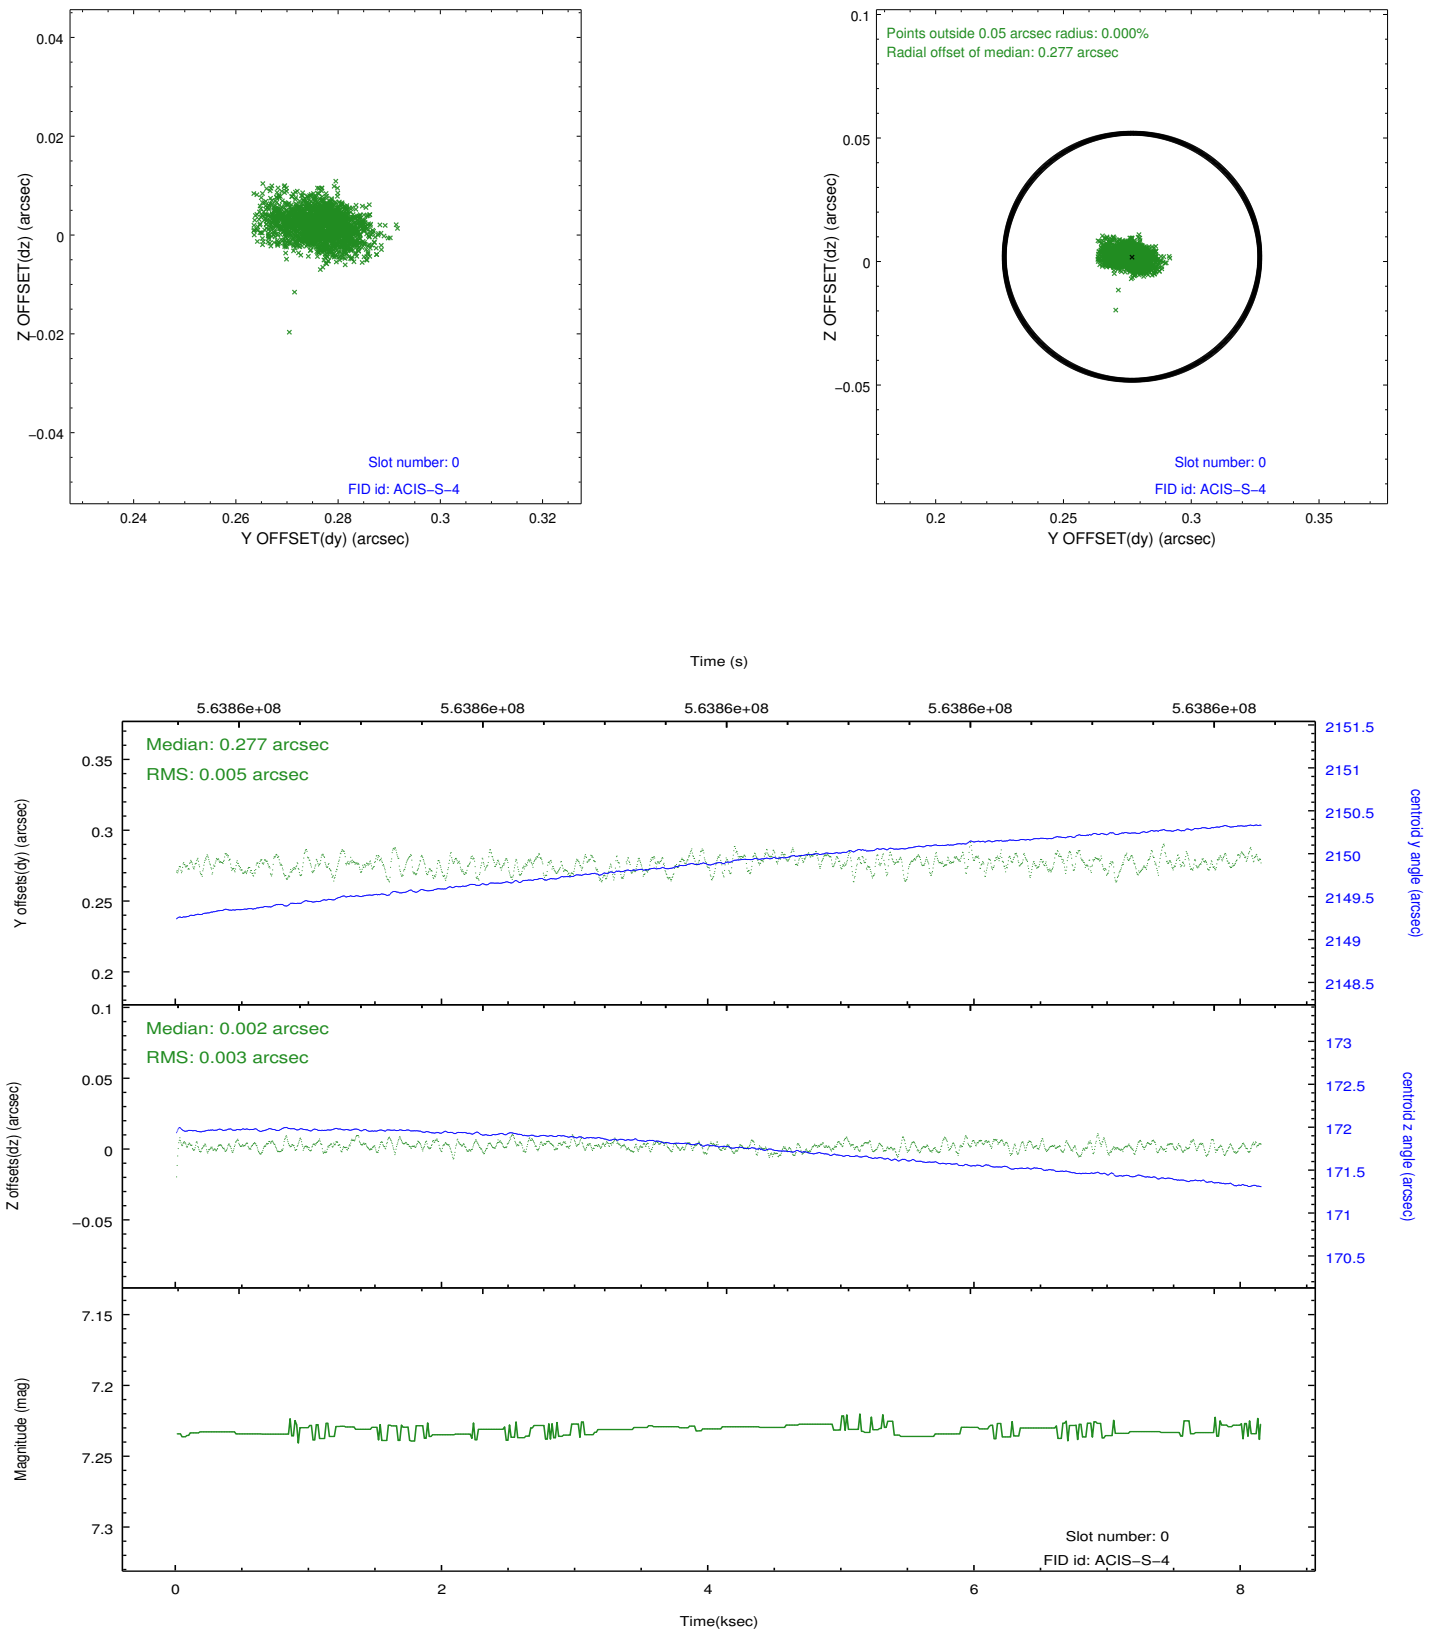 0.04
0.02
0
−0.02
−0.04
Z OFFSET(dz) (arcsec)
Slot number: 0
FID id: ACIS−S−4
0.24
0.26
0.28
0.3
0.32
Y OFFSET(dy) (arcsec)
0.1
0.05
0
−0.05
Z OFFSET(dz) (arcsec)
Points outside 0.05 arcsec radius: 0.000%
Radial offset of median: 0.277 arcsec
Slot number: 0
FID id: ACIS−S−4
0.2
0.25
0.3
0.35
Y OFFSET(dy) (arcsec)
Time (s)
5.6386e+08
5.6386e+08
5.6386e+08
5.6386e+08
5.6386e+08
Median: 0.277 arcsec
RMS: 0.005 arcsec
0.35
0.3
0.25
0.2
Y offsets(dy) (arcsec)
2151.5
2151
2150.5
2150
2149.5
2149
2148.5
centroid y angle (arcsec)
Median: 0.002 arcsec
RMS: 0.003 arcsec
0.1
0.05
0
−0.05
Z offsets(dz) (arcsec)
173
172.5
172
171.5
171
170.5
centroid z angle (arcsec)
7.15
7.2
7.25
7.3
Magnitude (mag)
Slot number: 0
FID id: ACIS−S−4
0
2
4
6
8
Time(ksec)